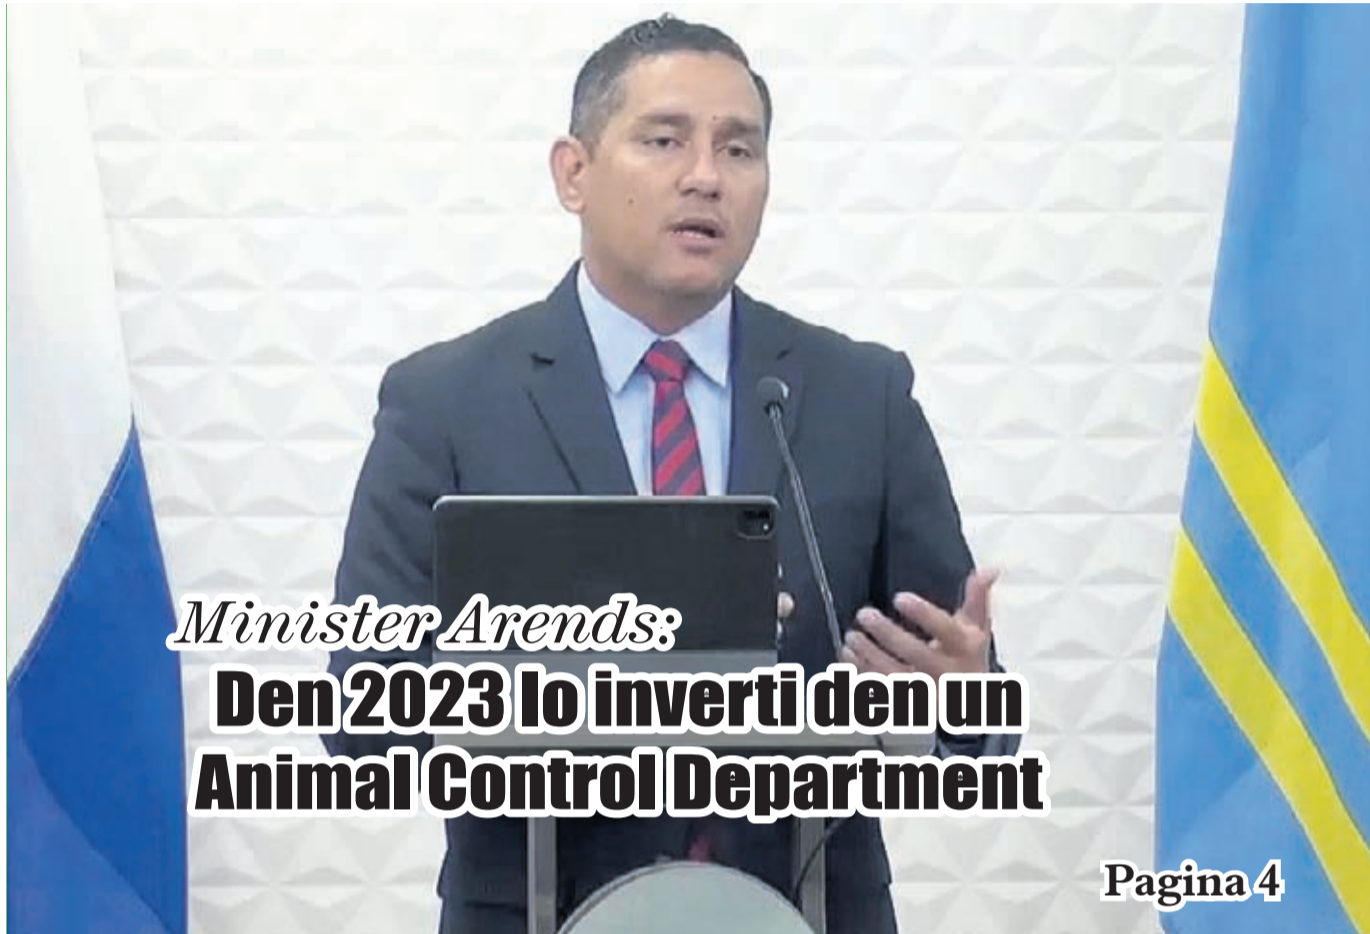 Minister Arends:
Den 2023 lo inverti den un
Animal Control Department
Pagina 4